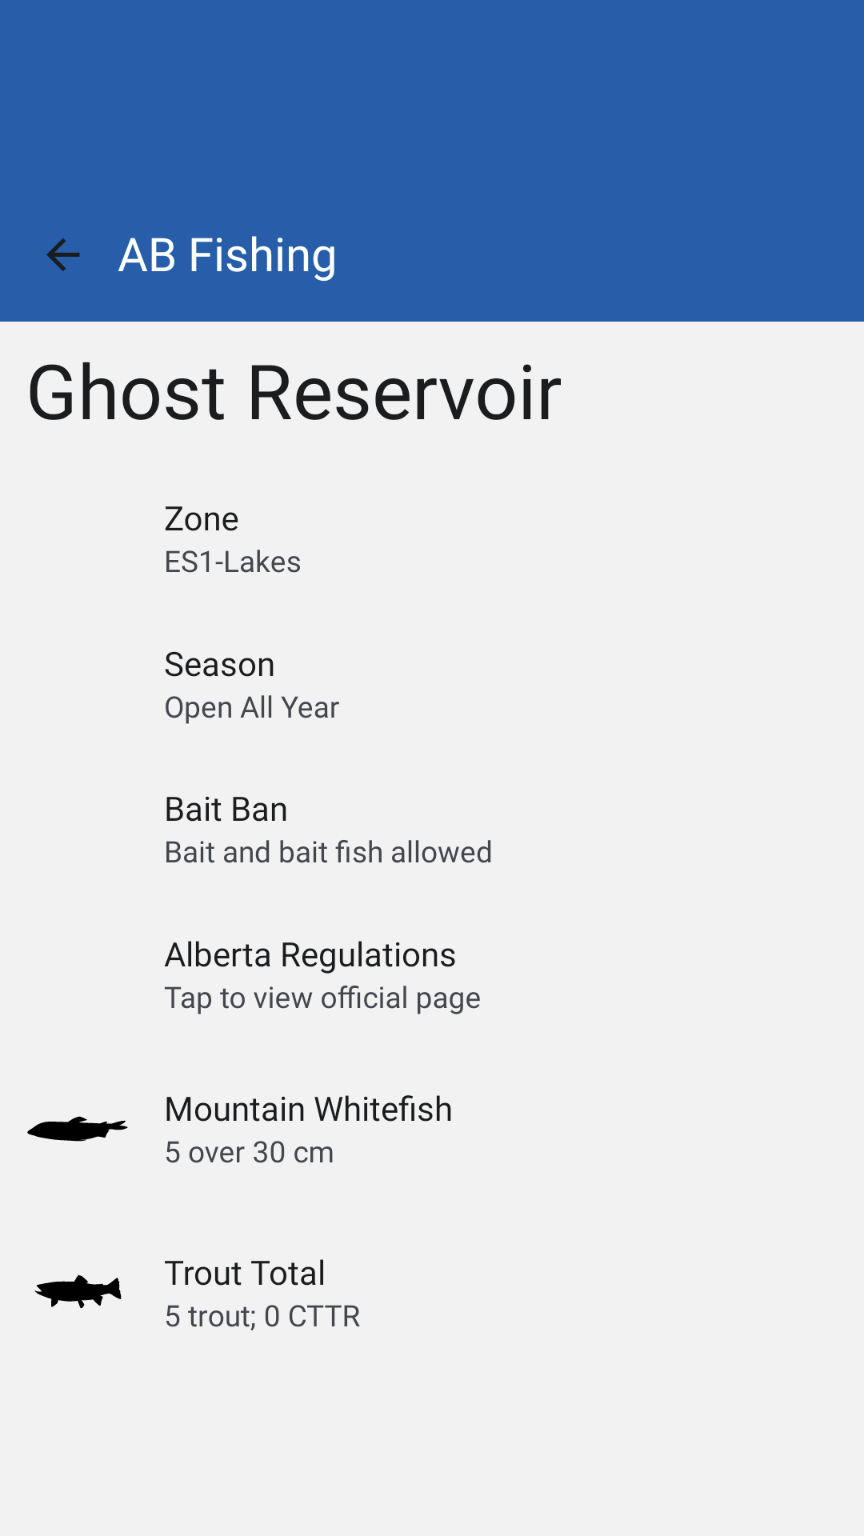 AB Fishing
Ghost Reservoir
Zone
ES1-Lakes
Season
Open All Year
Bait Ban
Bait and bait fish allowed
Alberta Regulations
Tap to view official page
Mountain Whitefish
5 over 30 cm
Trout Total
5 trout; 0 CTTR